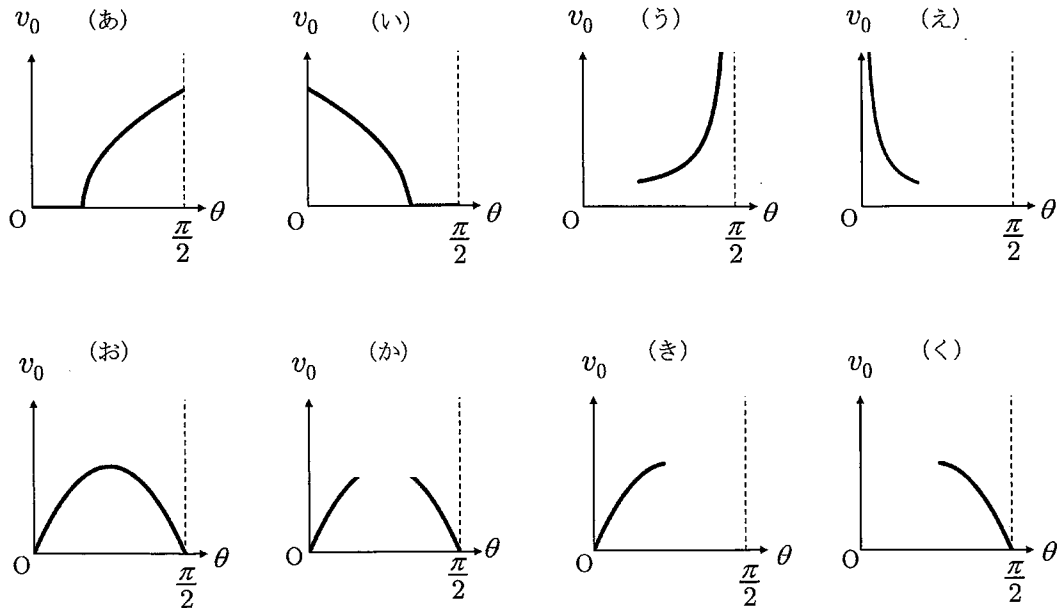 v₀ (あ) v₀ (い) v₀ (う) v₀ (え)
O π/2 θ O π/2 θ O π/2 θ O π/2 θ
v₀ (お) v₀ (か) v₀ (き) v₀ (く)
O π/2 θ O π/2 θ O π/2 θ O π/2 θ